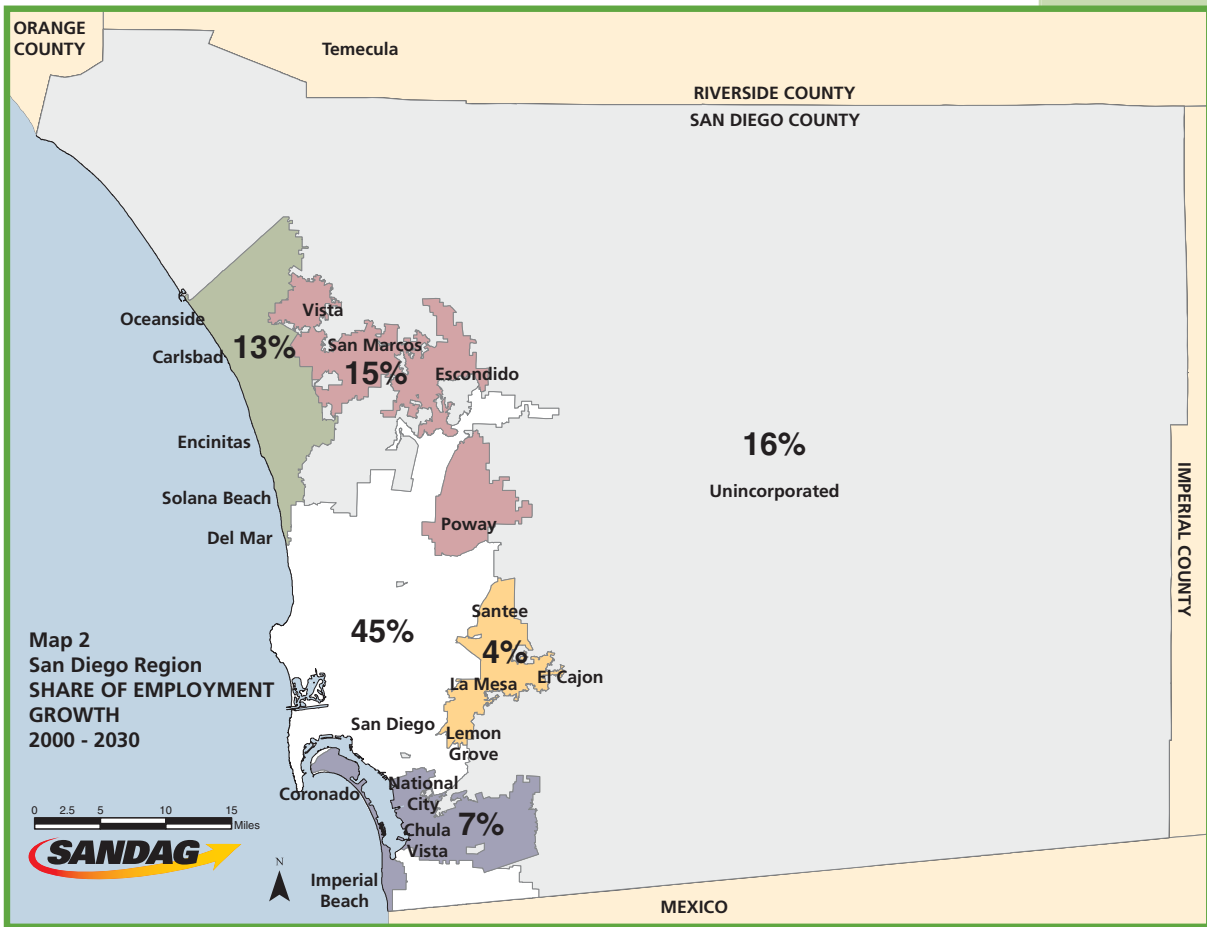 ORANGE
COUNTY
Temecula
RIVERSIDE COUNTY
SAN DIEGO COUNTY
Oceanside
Vista
13%
Carlsbad
San Marcos
15%
Escondido
Encinitas
16%
Unincorporated
IMPERIAL COUNTY
Solana Beach
Poway
Del Mar
Santee
45%
4%
El Cajon
La Mesa
San Diego
Lemon
Grove
Map 2
San Diego Region
SHARE OF EMPLOYMENT
GROWTH
2000 - 2030
Coronado
National
City
7%
Chula
Vista
0 2.5 5 10 15
Miles
SANDAG
N
Imperial
Beach
MEXICO